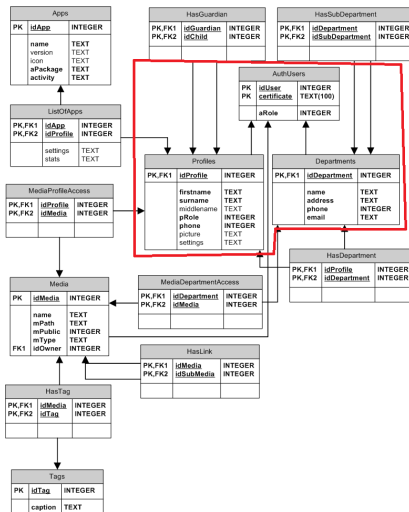 Apps
PK idApp INTEGER
name TEXT
version TEXT
icon TEXT
aPackage TEXT
activity TEXT
HasGuardian
PK,FK1 idGuardian INTEGER
PK,FK2 idChild INTEGER
HasSubDepartment
PK,FK1 idDepartment INTEGER
PK,FK2 idSubDepartment INTEGER
AuthUsers
PK idUser INTEGER
PK certificate TEXT(100)
aRole INTEGER
ListOfApps
PK,FK1 idApp INTEGER
PK,FK2 idProfile INTEGER
settings TEXT
stats TEXT
Profiles
PK,FK1 idProfile INTEGER
firstname TEXT
surname TEXT
middlename TEXT
pRole INTEGER
phone INTEGER
picture TEXT
settings TEXT
Departments
PK,FK1 idDepartment INTEGER
name TEXT
address TEXT
phone INTEGER
email TEXT
MediaProfileAccess
PK,FK1 idProfile INTEGER
PK,FK2 idMedia INTEGER
HasDepartment
PK,FK1 idProfile INTEGER
PK,FK2 idDepartment INTEGER
Media
PK idMedia INTEGER
name TEXT
mPath TEXT
mPublic INTEGER
mType TEXT
FK1 idOwner INTEGER
MediaDepartmentAccess
PK,FK1 idDepartment INTEGER
PK,FK2 idMedia INTEGER
HasLink
PK,FK1 idMedia INTEGER
PK,FK2 idSubMedia INTEGER
HasTag
PK,FK1 idMedia INTEGER
PK,FK2 idTag INTEGER
Tags
PK idTag INTEGER
caption TEXT